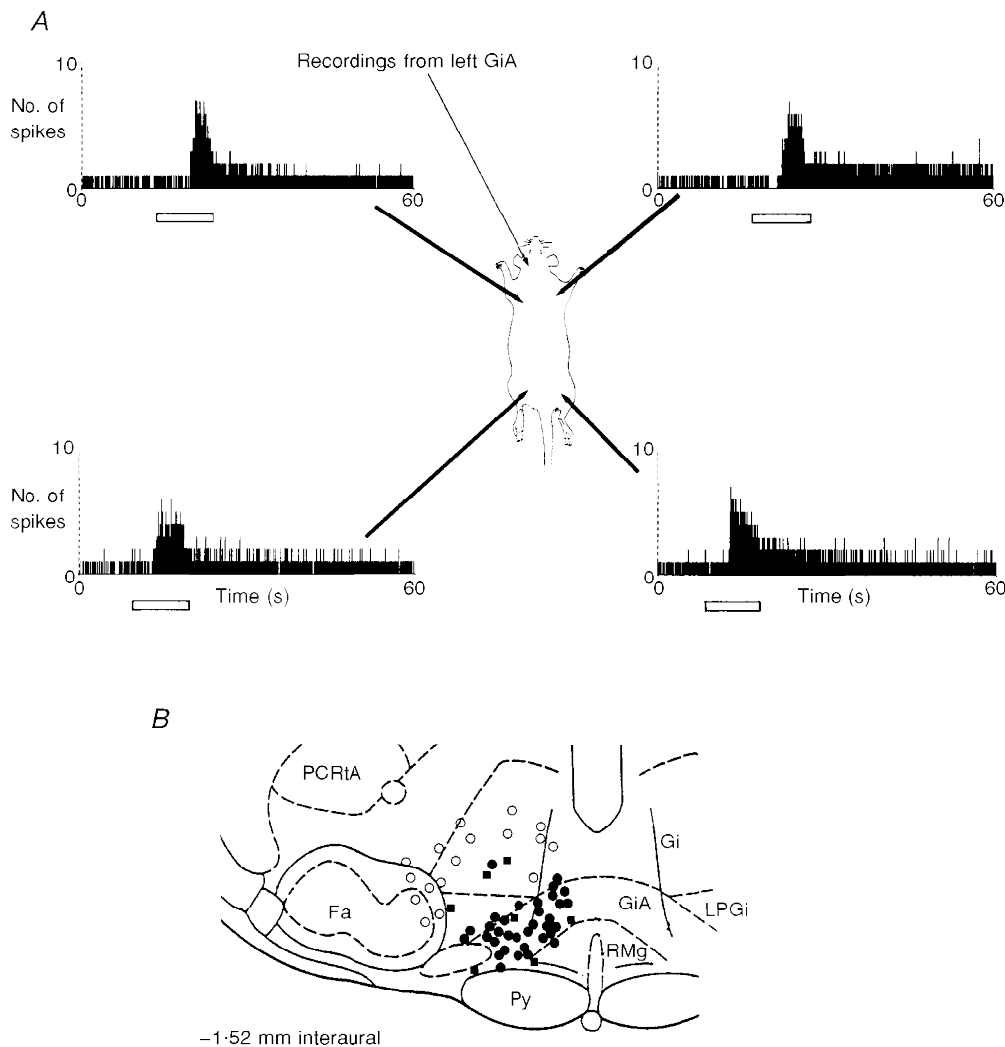 A
Recordings from left GiA
10
No. of
spikes
0
0
60
10
0
0
60
10
No. of
spikes
0
0
Time (s)
60
10
0
0
Time (s)
60
B
PCRtA
Gi
Fa
GiA
LPGi
RMg
Py
–1·52 mm interaural